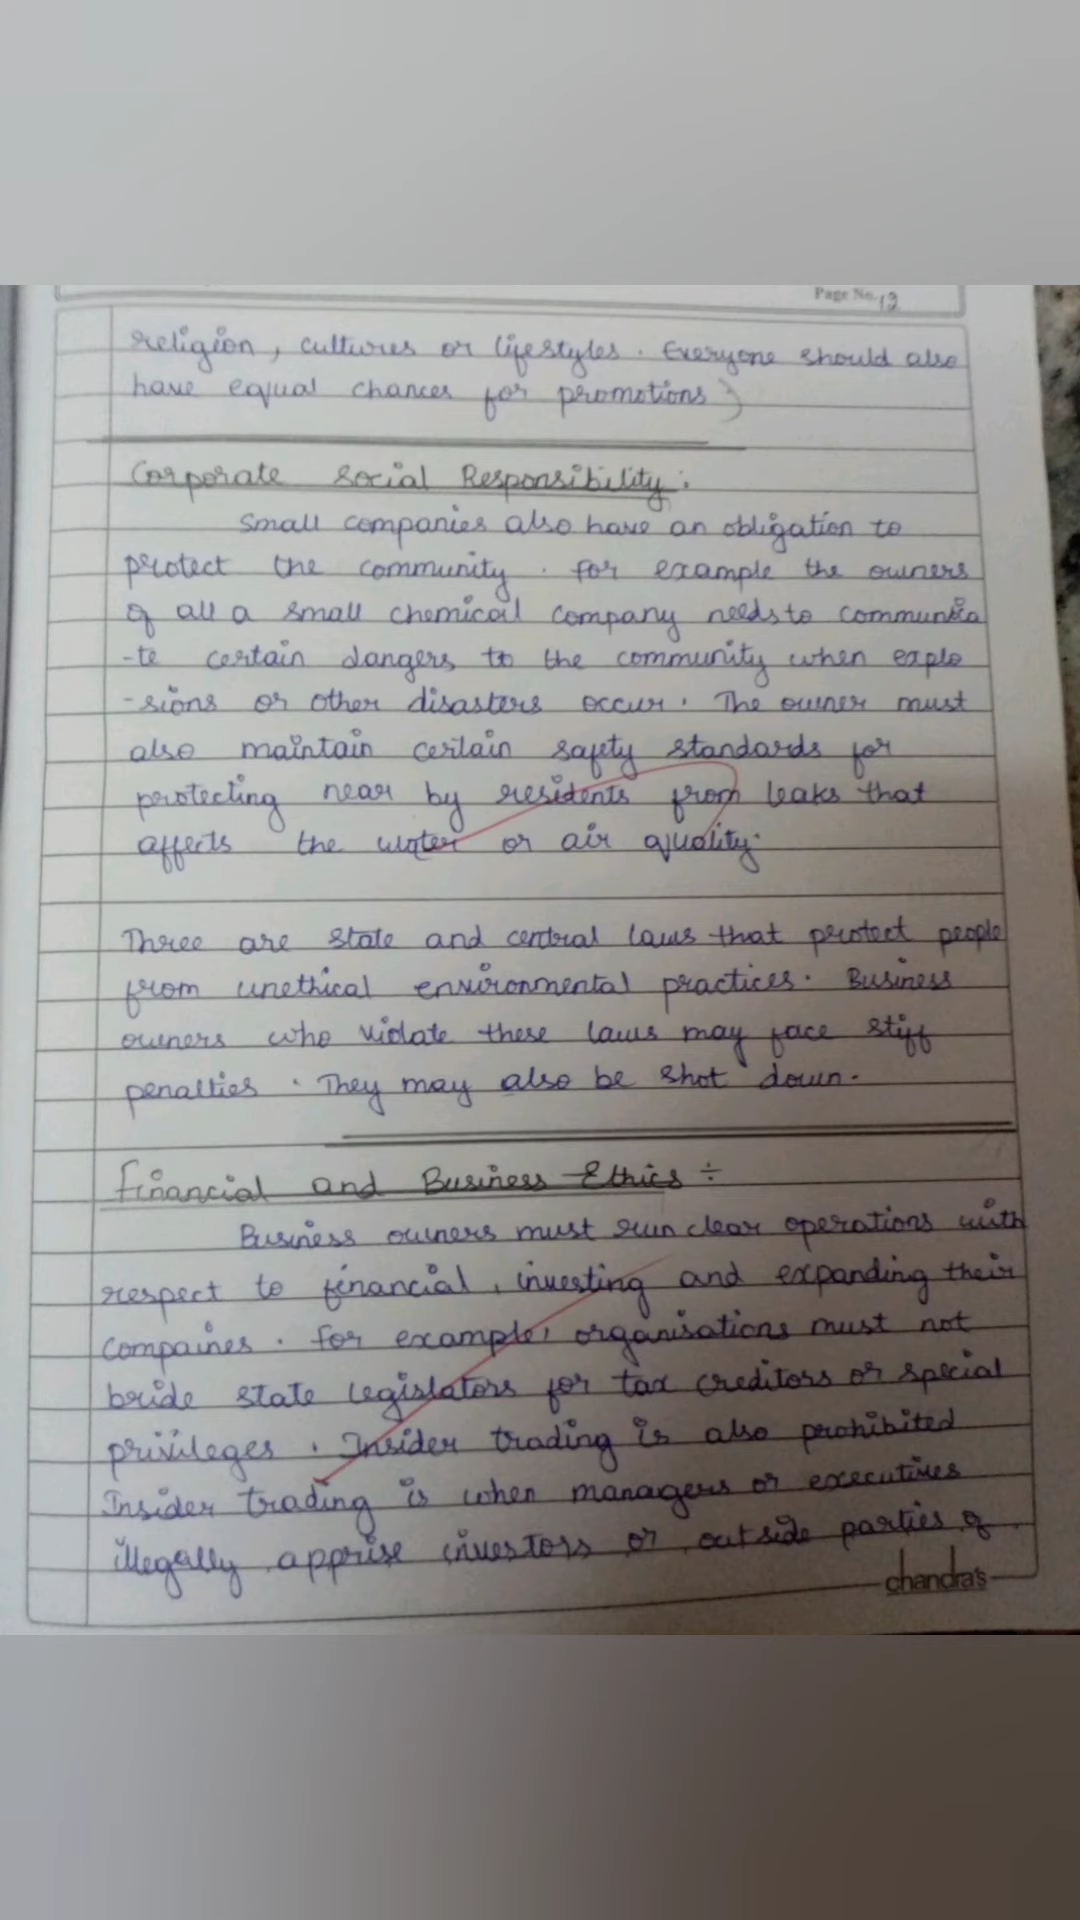 Page No. 12
religion, cultures or lifestyles. Everyone should also
have equal chances for promotions)
Corporate Social Responsibility:
Small companies also have an obligation to
protect the community. for example the owners
of all a small chemical company needs to communica
-te certain dangers to the community when explo
-sions or other disasters occur. The owner must
also maintain certain safety standards for
perotecting near by residents from leaks that
affects the water or air quality.
Three are state and central laws that protect people
from unethical environmental practices. Business
owners who violate these laws may face stiff
penalties. They may also be shot down.
Financial and Business Ethics ÷
Business owners must run clear operations with
respect to financial, investing and expanding their
compaines. for example, organisations must not
bride state legislators for tax creditors or special
privileges. Insider trading is also prohibited
Insider trading is when managers or executives
illegally apprise investors or outside parties of
chandra's